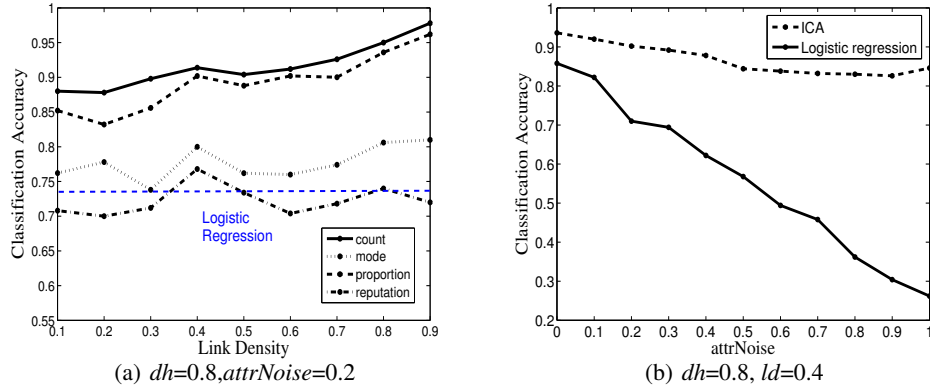 1
0.95
0.9
0.85
0.8
0.75
0.7
0.65
0.6
0.55
Classification Accuracy
Logistic
Regression
count
mode
proportion
reputation
0.1 0.2 0.3 0.4 0.5 0.6 0.7 0.8 0.9
Link Density
(a) dh=0.8,attrNoise=0.2
1
0.9
0.8
0.7
0.6
0.5
0.4
0.3
0.2
Classification Accuracy
ICA
Logistic regression
0 0.1 0.2 0.3 0.4 0.5 0.6 0.7 0.8 0.9 1
attrNoise
(b) dh=0.8, ld=0.4